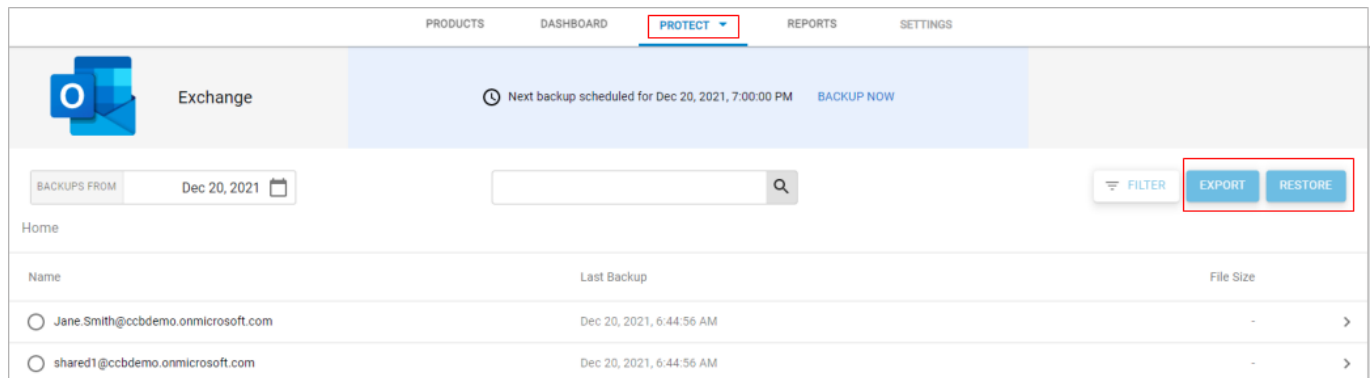 PRODUCTS DASHBOARD PROTECT REPORTS SETTINGS
O
Exchange
Next backup scheduled for Dec 20, 2021, 7:00:00 PM BACKUP NOW
BACKUPS FROM Dec 20, 2021 FILTER EXPORT RESTORE
Home
Name Last Backup File Size
Jane.Smith@ccbdemo.onmicrosoft.com Dec 20, 2021, 6:44:56 AM -
shared1@ccbdemo.onmicrosoft.com Dec 20, 2021, 6:44:56 AM -